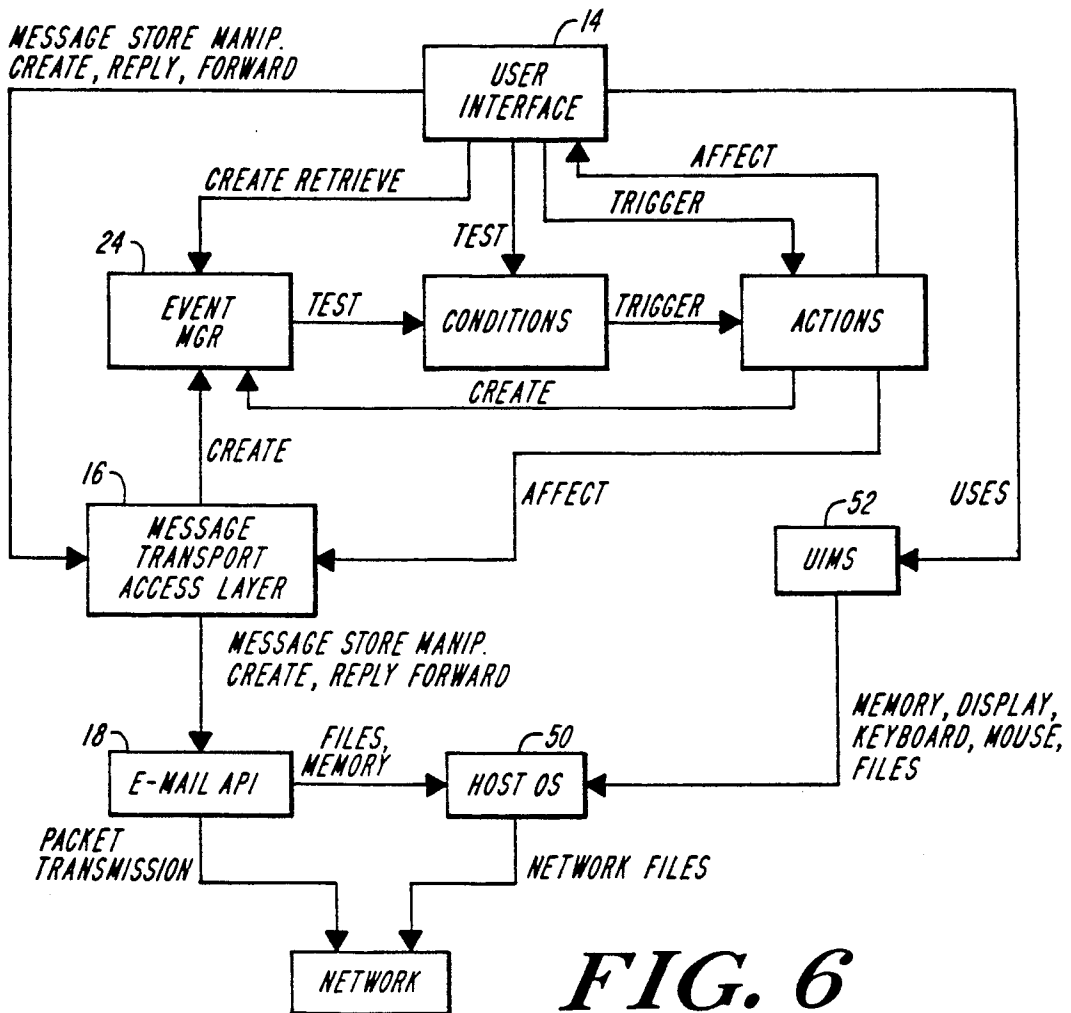 MESSAGE STORE MANIP.
CREATE, REPLY, FORWARD
14
USER
INTERFACE
AFFECT
CREATE RETRIEVE
TRIGGER
24
TEST
EVENT
MGR
TEST
CONDITIONS
TRIGGER
ACTIONS
CREATE
CREATE
16
AFFECT
USES
MESSAGE
TRANSPORT
ACCESS LAYER
52
UIMS
MESSAGE STORE MANIP.
CREATE, REPLY FORWARD
MEMORY, DISPLAY,
KEYBOARD, MOUSE,
FILES
18
FILES,
MEMORY
50
E-MAIL API
HOST OS
PACKET
TRANSMISSION
NETWORK FILES
NETWORK
FIG. 6